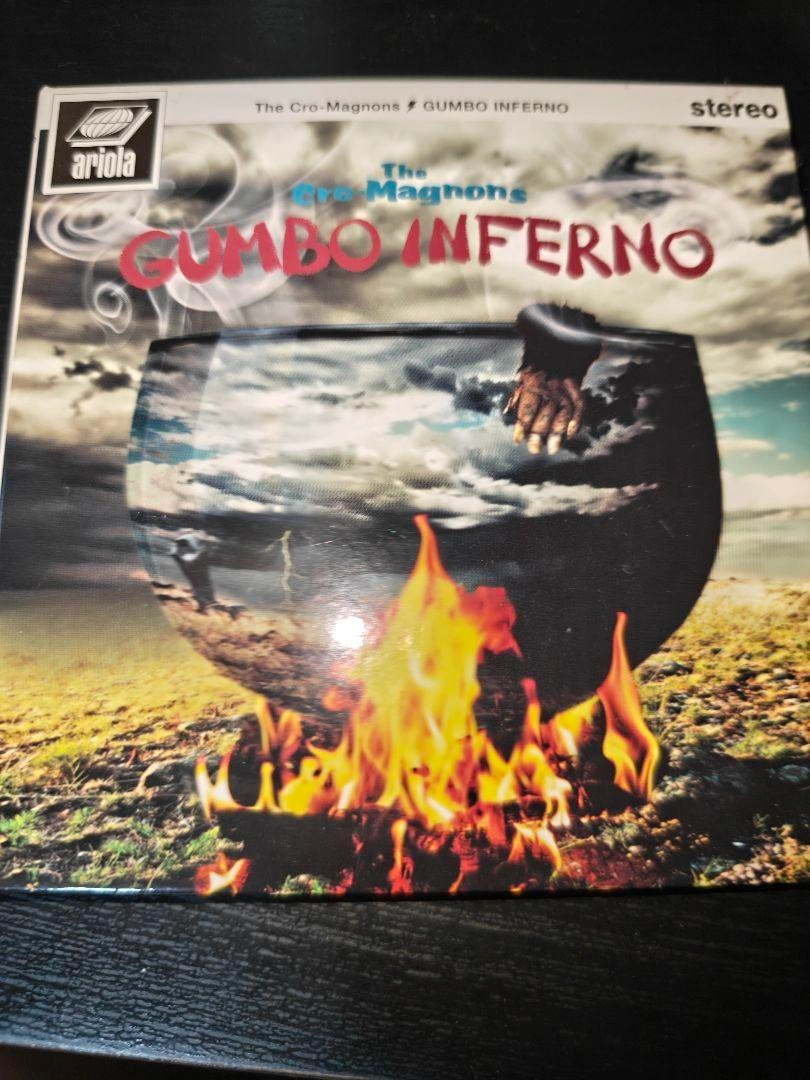 The Cro-Magnons GUMBO INFERNO
stereo
ariola
The
Cro-Magnons
GUMBO INFERNO